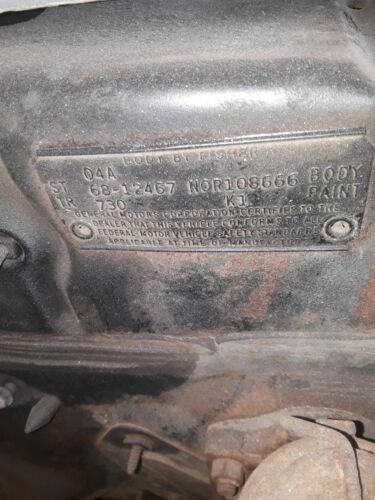 BODY BY FISHER
04A
ST 68-12467 NOR108666 BODY
TR 730 K1 PAINT
GENERAL MOTORS CORPORATION CERTIFIES TO THE
DEALER THAT THIS VEHICLE CONFORMS TO ALL
FEDERAL MOTOR VEHICLE SAFETY STANDARDS
APPLICABLE AT TIME OF MANUFACTURE